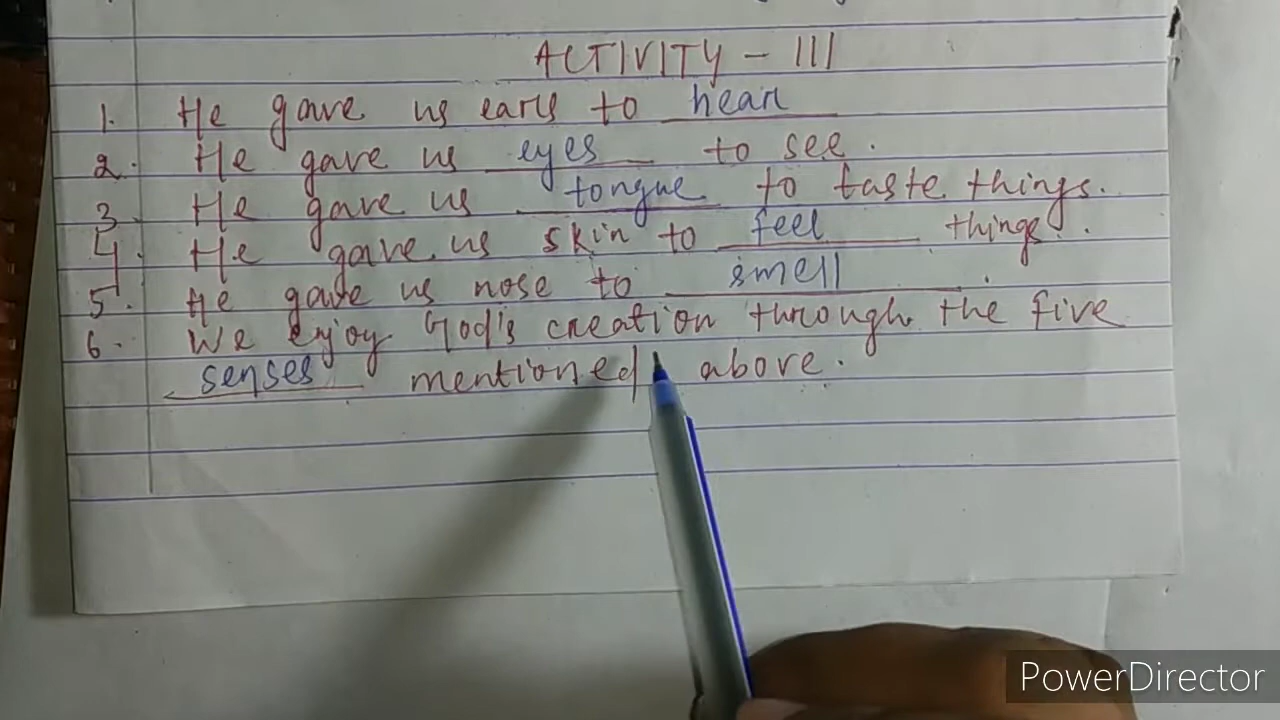 ACTIVITY - III
1. He gave us ears to hear
2. He gave us eyes to see.
3. He gave us tongue to taste things.
4. He gave us skin to feel things.
5. He gave us nose to smell.
6. We enjoy God's creation through the five
senses mentioned above.
PowerDirector